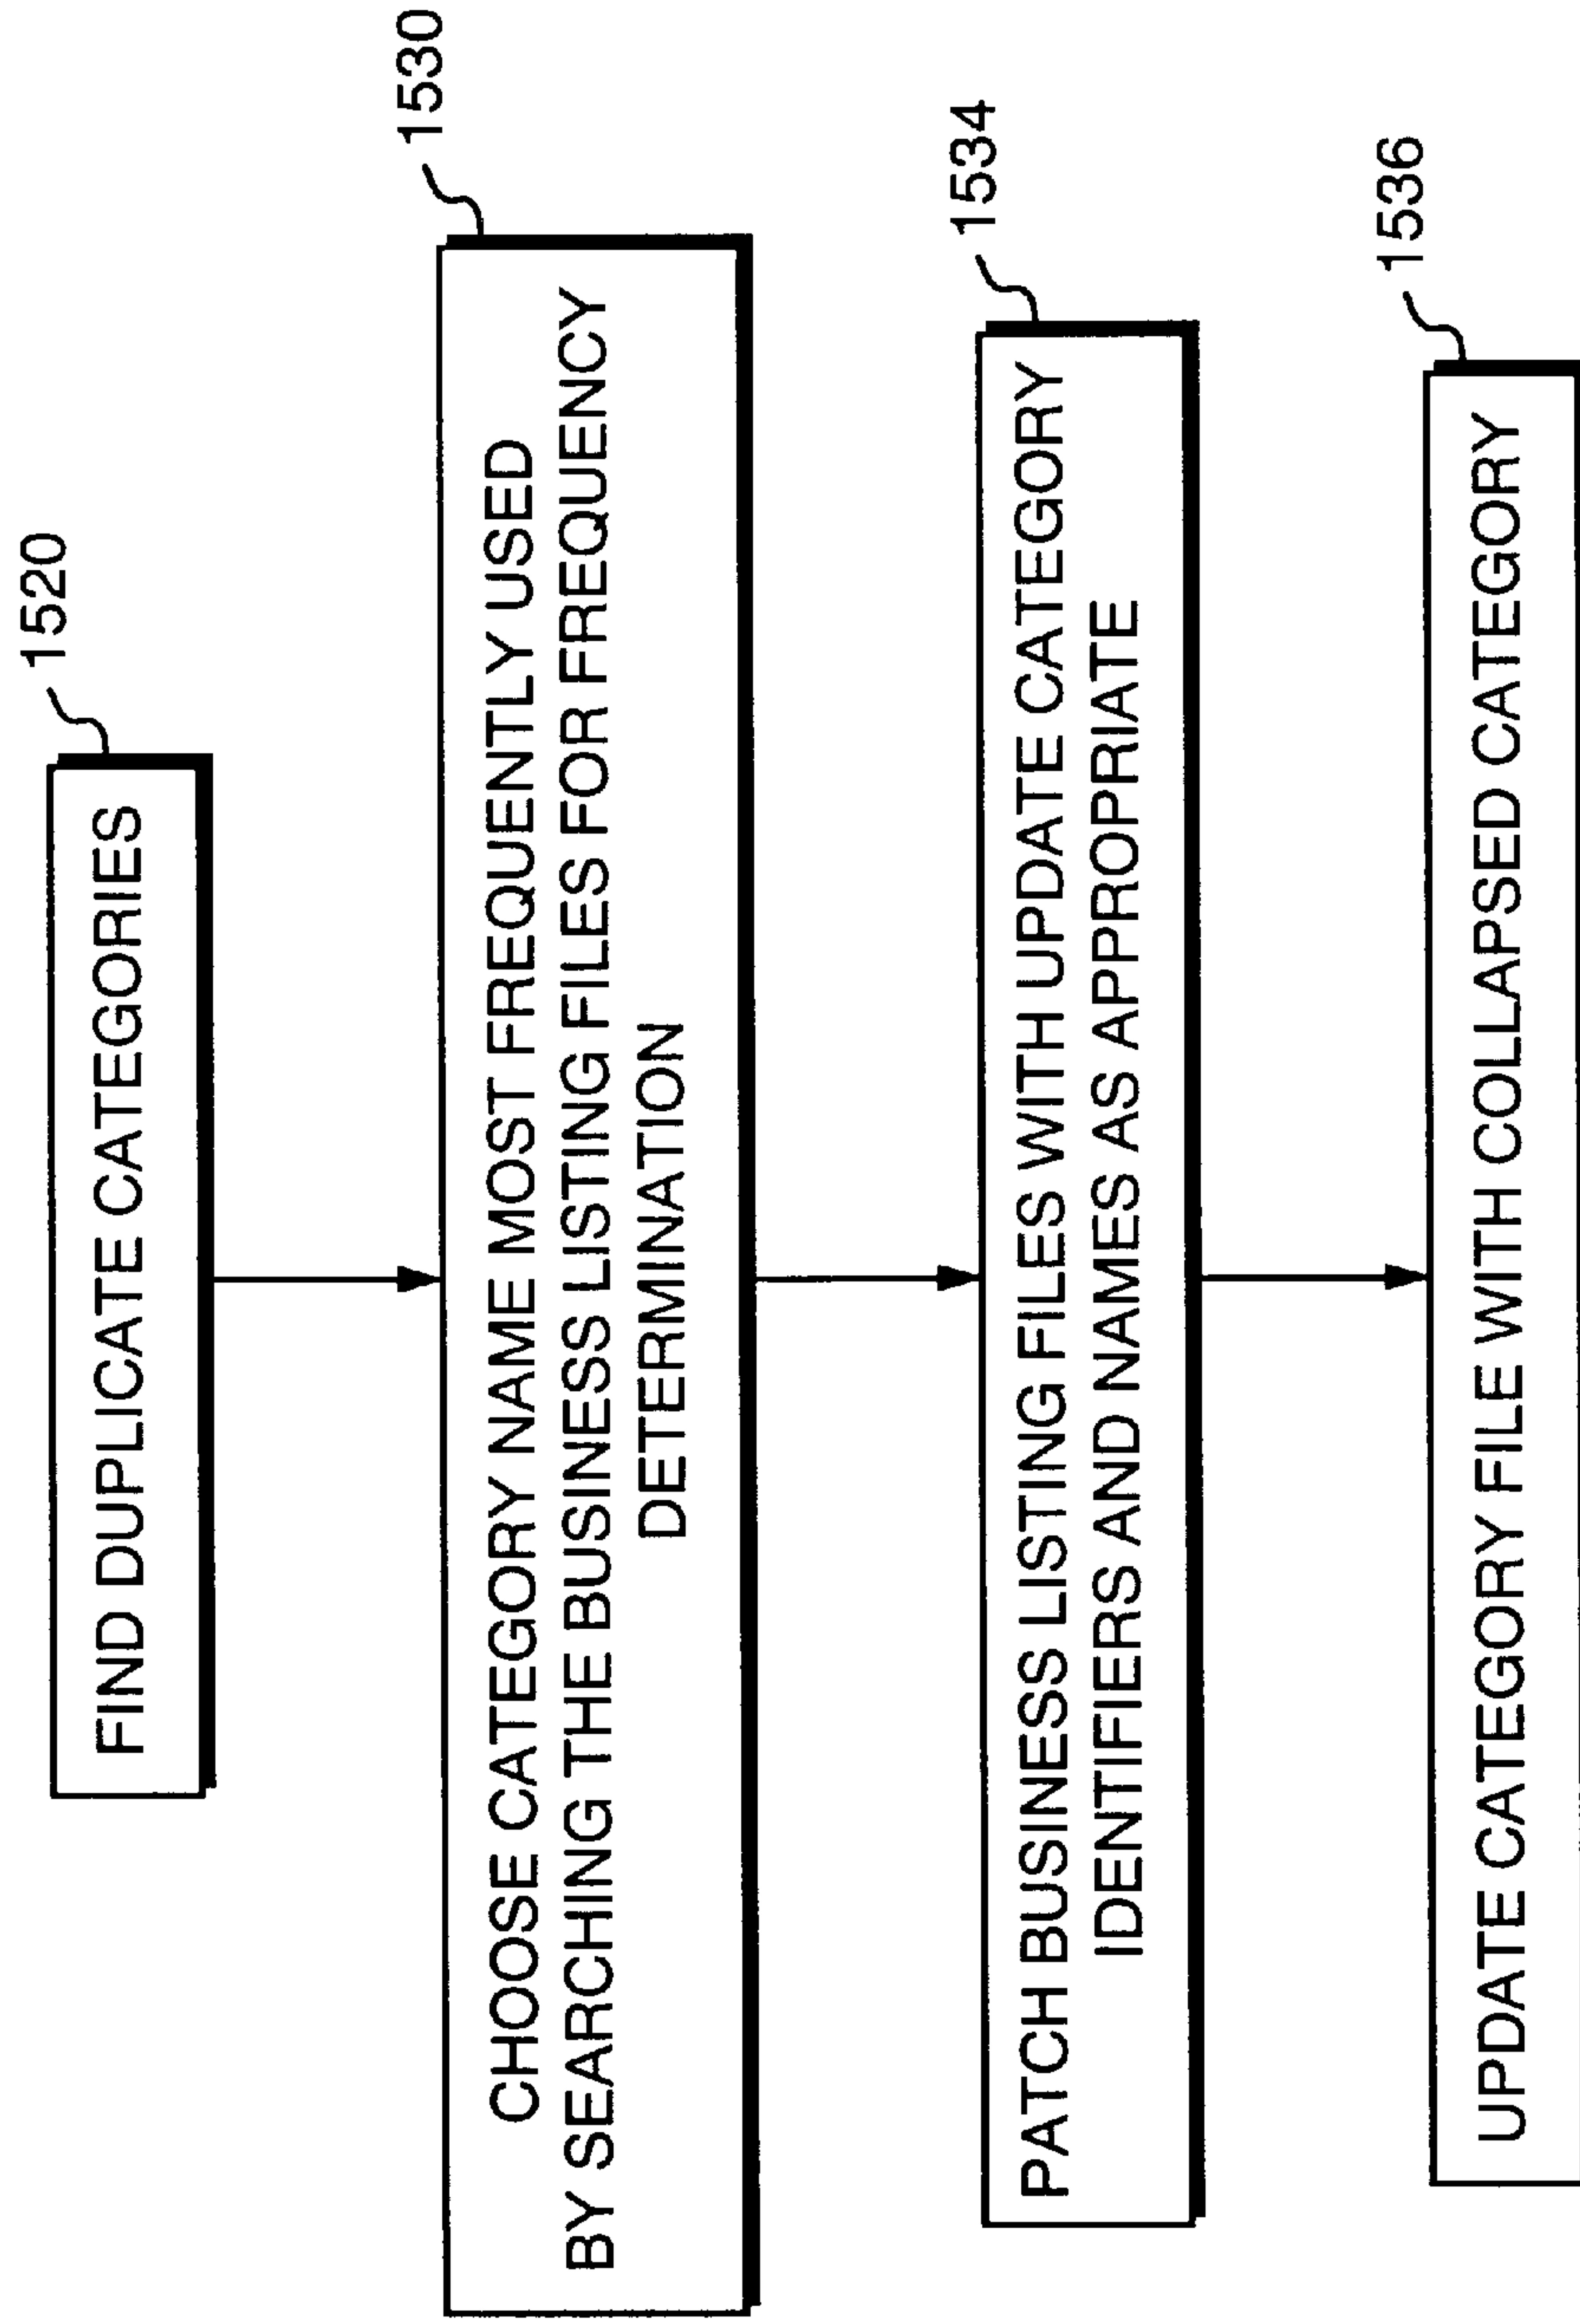 1520
FIND DUPLICATE CATEGORIES
1530
CHOOSE CATEGORY NAME MOST FREQUENTLY USED
BY SEARCHING THE BUSINESS LISTING FILES FOR FREQUENCY
DETERMINATION
1534
PATCH BUSINESS LISTING FILES WITH UPDATE CATEGORY
IDENTIFIERS AND NAMES AS APPROPRIATE
1536
UPDATE CATEGORY FILE WITH COLLAPSED CATEGORY